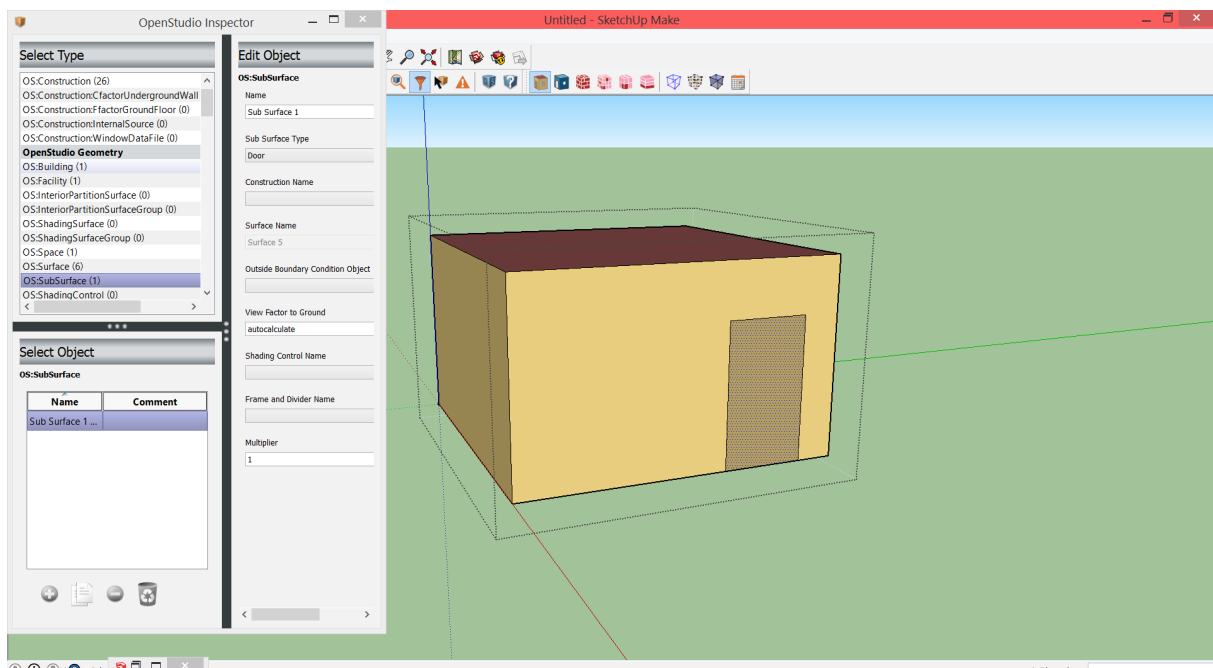 OpenStudio Inspector
Untitled - SketchUp Make
Select Type
OS:Construction (26)
OS:Construction:CfactorUndergroundWall
OS:Construction:FfactorGroundFloor (0)
OS:Construction:InternalSource (0)
OS:Construction:WindowDataFile (0)
OpenStudio Geometry
OS:Building (1)
OS:Facility (1)
OS:InteriorPartitionSurface (0)
OS:InteriorPartitionSurfaceGroup (0)
OS:ShadingSurface (0)
OS:ShadingSurfaceGroup (0)
OS:Space (1)
OS:Surface (6)
OS:SubSurface (1)
OS:ShadingControl (0)
Select Object
OS:SubSurface
Name Comment
Sub Surface 1 ...
Edit Object
OS:SubSurface
Name
Sub Surface 1
Sub Surface Type
Door
Construction Name
Surface Name
Surface 5
Outside Boundary Condition Object
View Factor to Ground
autocalculate
Shading Control Name
Frame and Divider Name
Multiplier
1